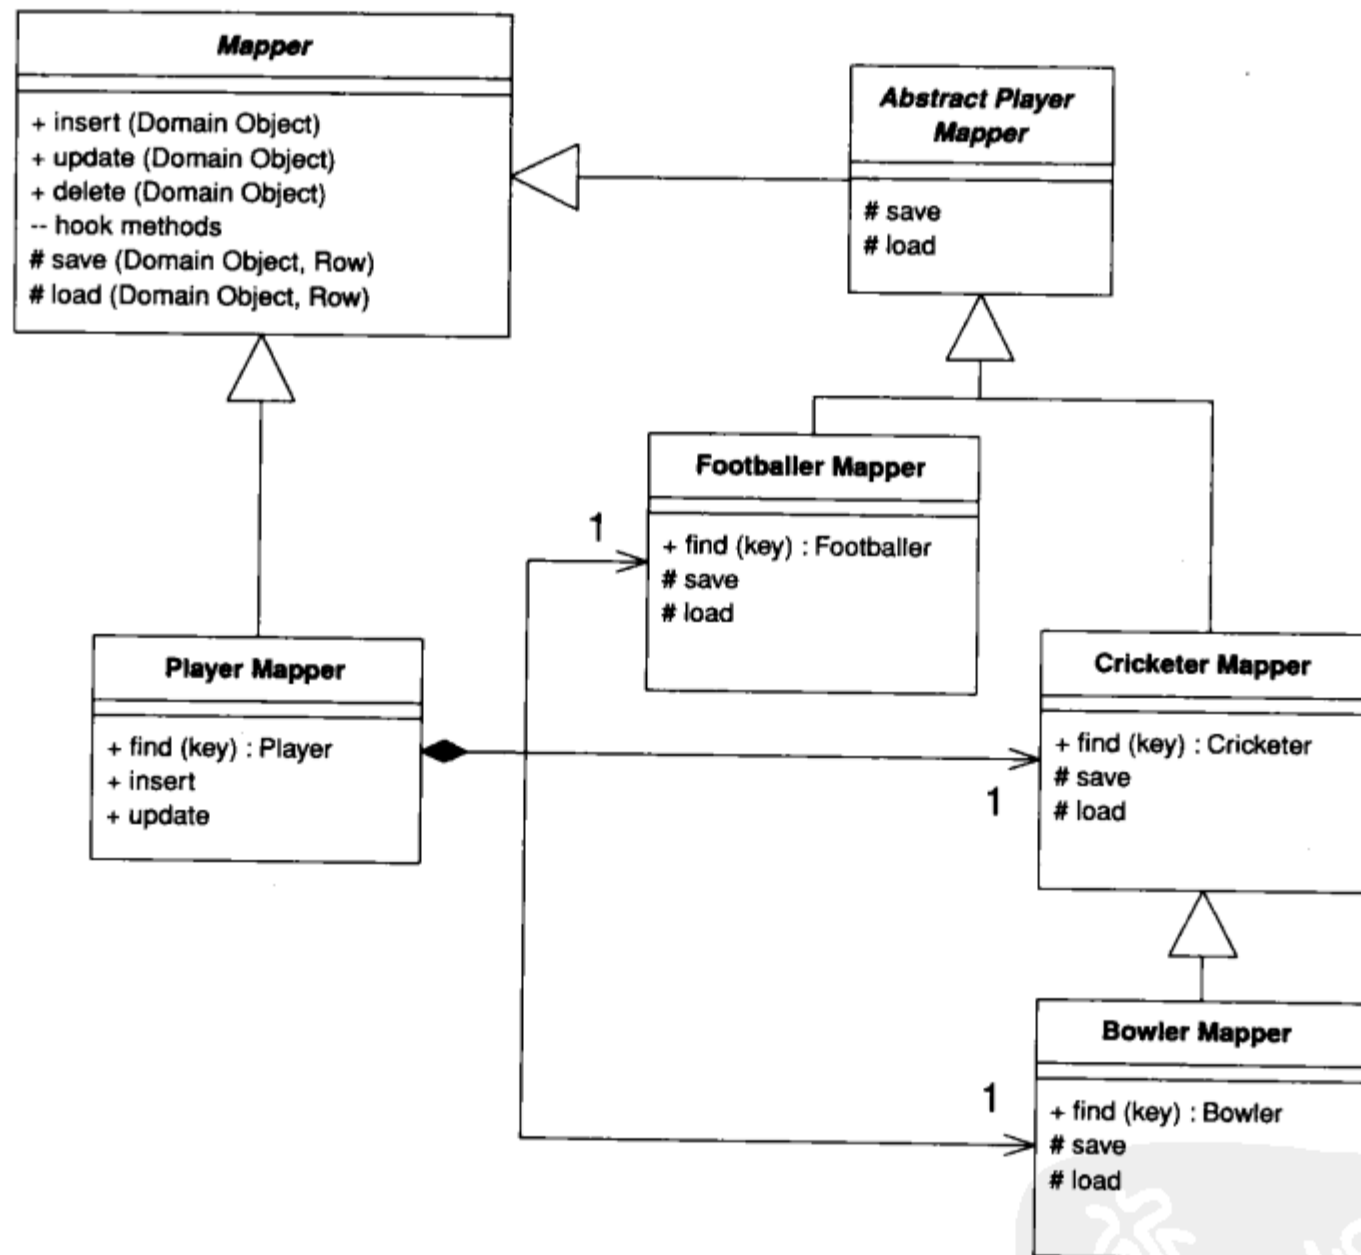 Mapper
+ insert (Domain Object)
+ update (Domain Object)
+ delete (Domain Object)
-- hook methods
# save (Domain Object, Row)
# load (Domain Object, Row)
Abstract Player
Mapper
# save
# load
Footballer Mapper
+ find (key) : Footballer
# save
# load
1
Player Mapper
+ find (key) : Player
+ insert
+ update
Cricketer Mapper
+ find (key) : Cricketer
# save
# load
1
Bowler Mapper
+ find (key) : Bowler
# save
# load
1